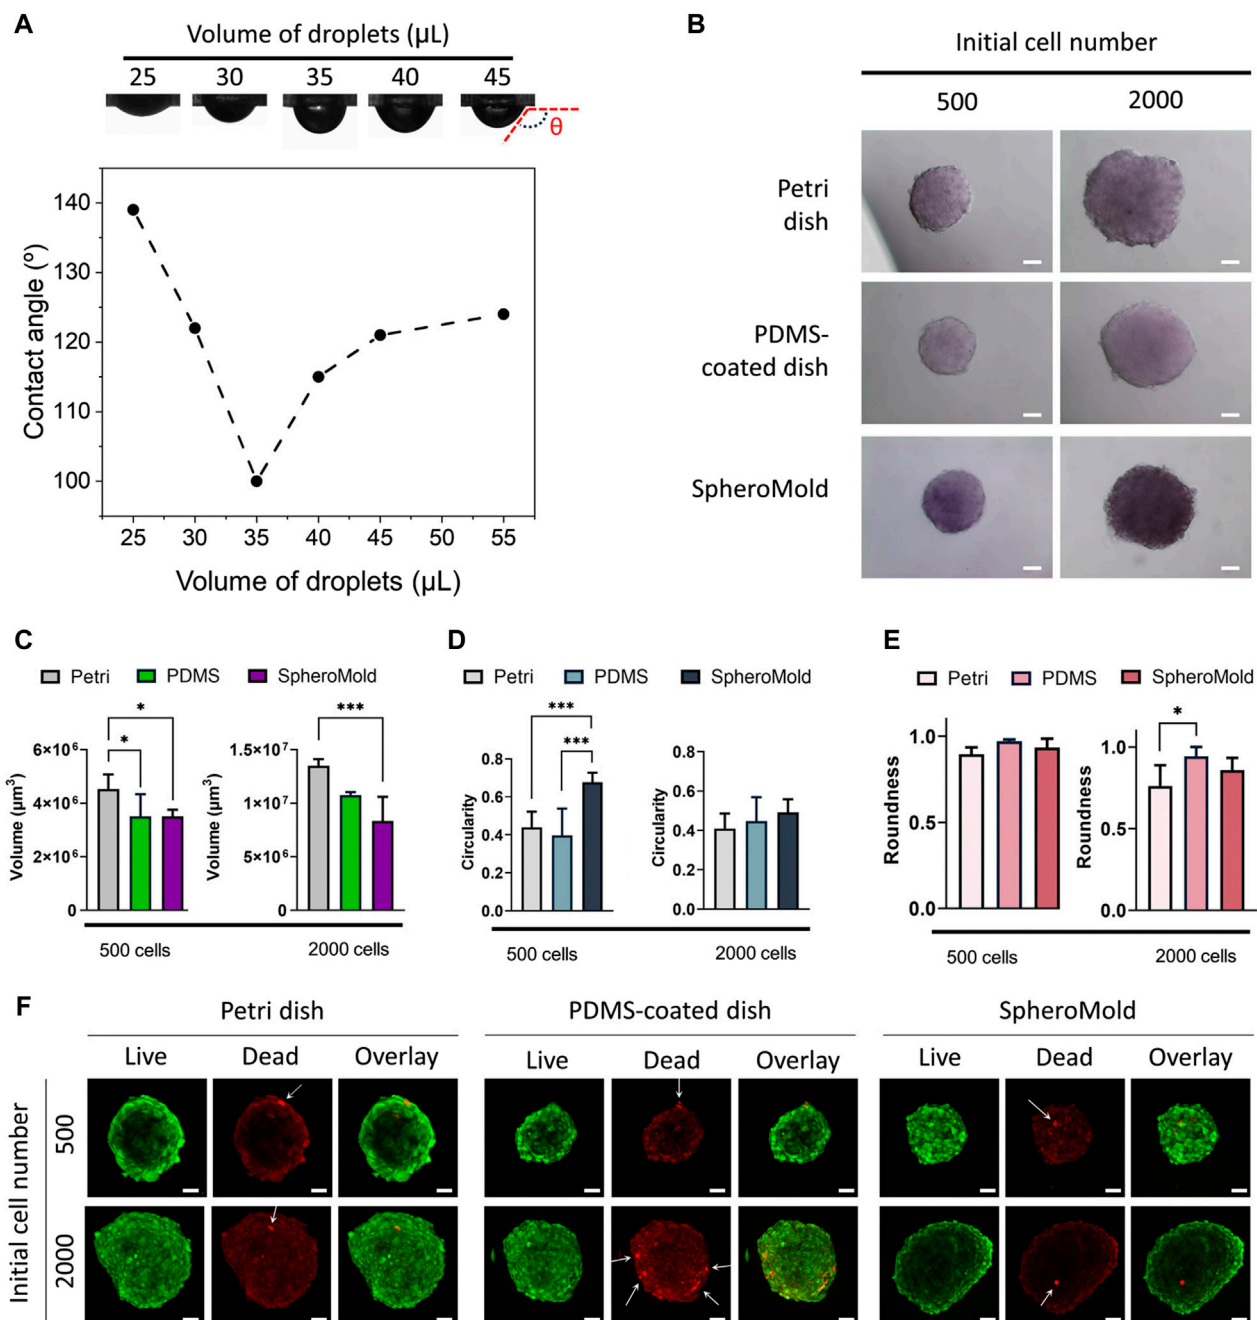 A
Volume of droplets (µL)
25 30 35 40 45
θ
Contact angle (º)
140
130
120
110
100
25 30 35 40 45 50 55
Volume of droplets (µL)
B
Initial cell number
500 2000
Petri
dish
PDMS-
coated dish
SpheroMold
C
Petri PDMS SpheroMold
Volume (µm³)
6×10⁶
4×10⁶
2×10⁶
0
* *
500 cells
Volume (µm³)
1.5×10⁷
1×10⁷
5×10⁶
0
***
2000 cells
D
Petri PDMS SpheroMold
Circularity
0.8
0.6
0.4
0.2
0.0
*** ***
500 cells
Circularity
0.8
0.6
0.4
0.2
0.0
2000 cells
E
Petri PDMS SpheroMold
Roundness
1.0
0.5
0.0
500 cells
Roundness
1.0
0.5
0.0
*
2000 cells
F
Petri dish PDMS-coated dish SpheroMold
Live Dead Overlay Live Dead Overlay Live Dead Overlay
Initial cell number
500
2000